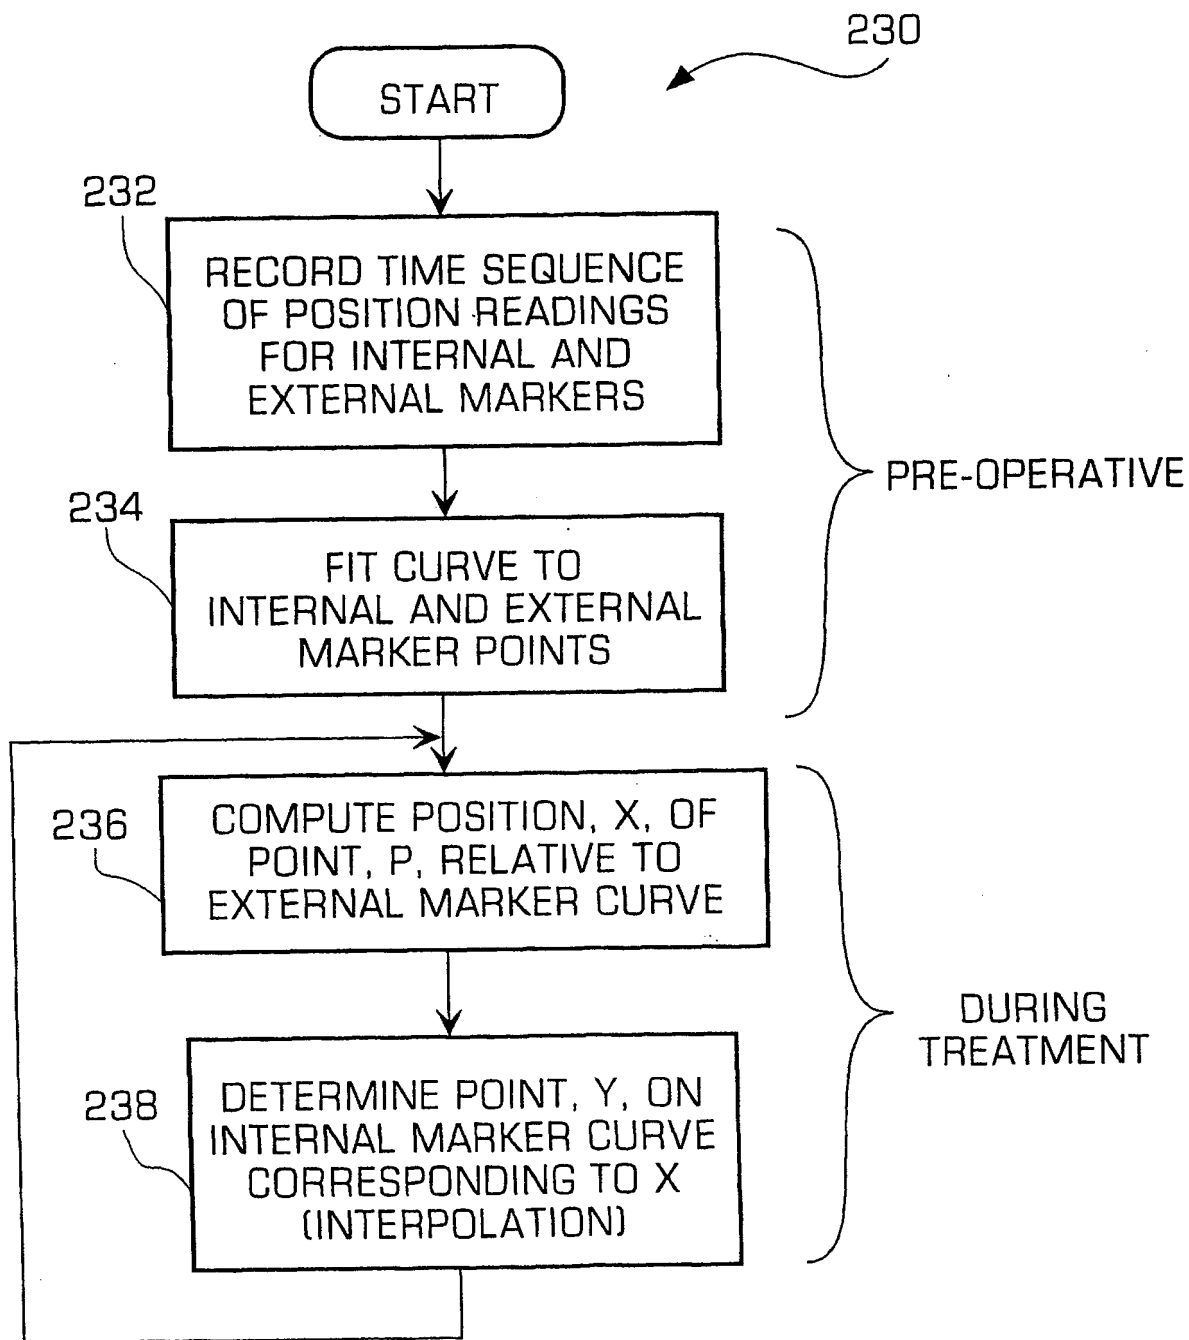 230
START
232
RECORD TIME SEQUENCE
OF POSITION READINGS
FOR INTERNAL AND
EXTERNAL MARKERS
PRE-OPERATIVE
234
FIT CURVE TO
INTERNAL AND EXTERNAL
MARKER POINTS
236
COMPUTE POSITION, X, OF
POINT, P, RELATIVE TO
EXTERNAL MARKER CURVE
DURING
TREATMENT
238
DETERMINE POINT, Y, ON
INTERNAL MARKER CURVE
CORRESPONDING TO X
(INTERPOLATION)